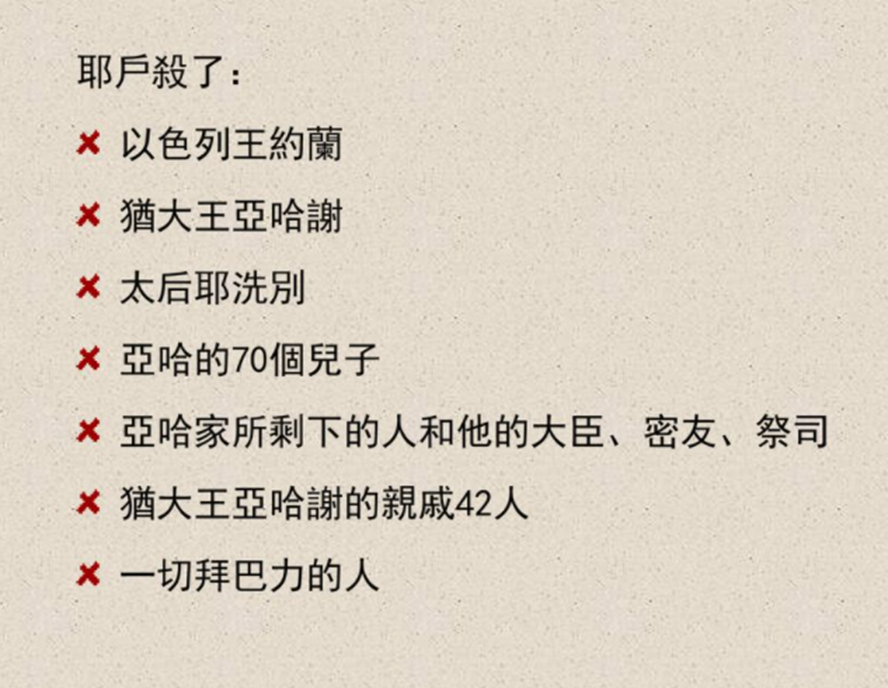 耶戶殺了：
✖ 以色列王約蘭
✖ 猶大王亞哈謝
✖ 太后耶洗別
✖ 亞哈的70個兒子
✖ 亞哈家所剩下的人和他的大臣、密友、祭司
✖ 猶大王亞哈謝的親戚42人
✖ 一切拜巴力的人